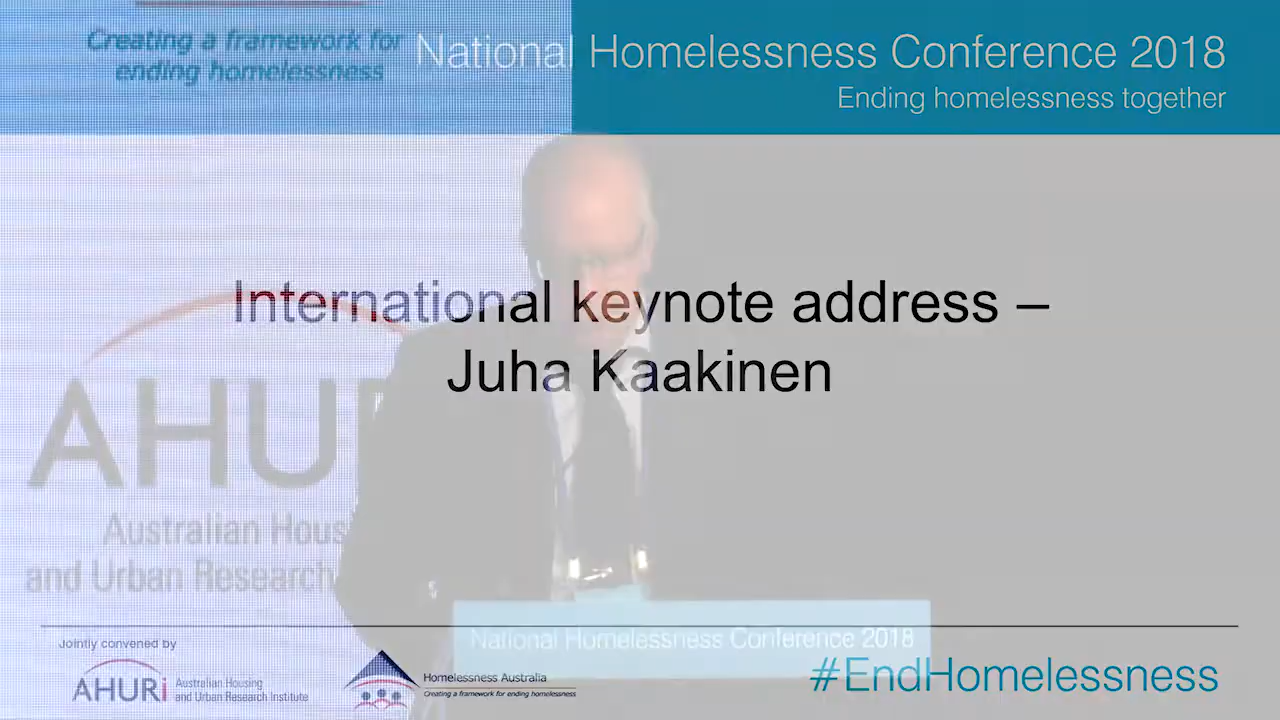 Creating a framework for
ending homelessness
National Homelessness Conference 2018
Ending homelessness together
International keynote address –
Juha Kaakinen
AHU
Australian Hous
and Urban Research
National Homelessness Conference 2018
Jointly convened by
AHURI
Australian Housing
and Urban Research Institute
Homelessness Australia
Creating a framework for ending homelessness
#EndHomelessness